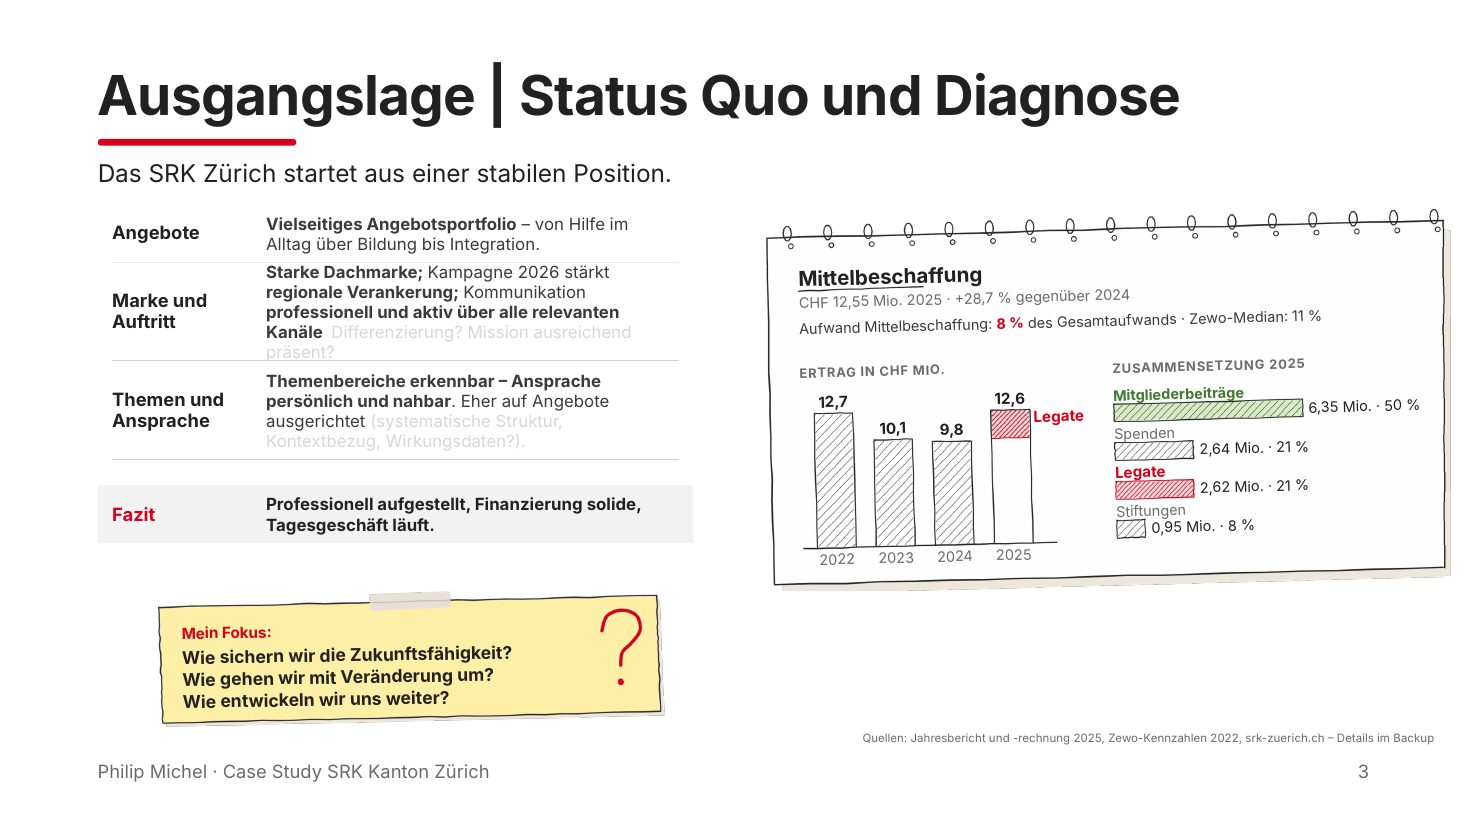 Ausgangslage | Status Quo und Diagnose
Das SRK Zürich startet aus einer stabilen Position.
Angebote
Vielseitiges Angebotsportfolio – von Hilfe im
Alltag über Bildung bis Integration.
Marke und
Auftritt
Starke Dachmarke; Kampagne 2026 stärkt
regionale Verankerung; Kommunikation
professionell und aktiv über alle relevanten
Kanäle Differenzierung? Mission ausreichend
präsent?
Themen und
Ansprache
Themenbereiche erkennbar – Ansprache
persönlich und nahbar. Eher auf Angebote
ausgerichtet (systematische Struktur,
Kontextbezug, Wirkungsdaten?).
Fazit
Professionell aufgestellt, Finanzierung solide,
Tagesgeschäft läuft.
Mein Fokus:
Wie sichern wir die Zukunftsfähigkeit?
Wie gehen wir mit Veränderung um?
Wie entwickeln wir uns weiter?
?
Mittelbeschaffung
CHF 12,55 Mio. 2025 · +28,7 % gegenüber 2024
Aufwand Mittelbeschaffung: 8 % des Gesamtaufwands · Zewo-Median: 11 %
ERTRAG IN CHF MIO.
12,7
10,1
9,8
12,6
Legate
2022
2023
2024
2025
ZUSAMMENSETZUNG 2025
Mitgliederbeiträge
6,35 Mio. · 50 %
Spenden
2,64 Mio. · 21 %
Legate
2,62 Mio. · 21 %
Stiftungen
0,95 Mio. · 8 %
Quellen: Jahresbericht und -rechnung 2025, Zewo-Kennzahlen 2022, srk-zuerich.ch – Details im Backup
Philip Michel · Case Study SRK Kanton Zürich
3